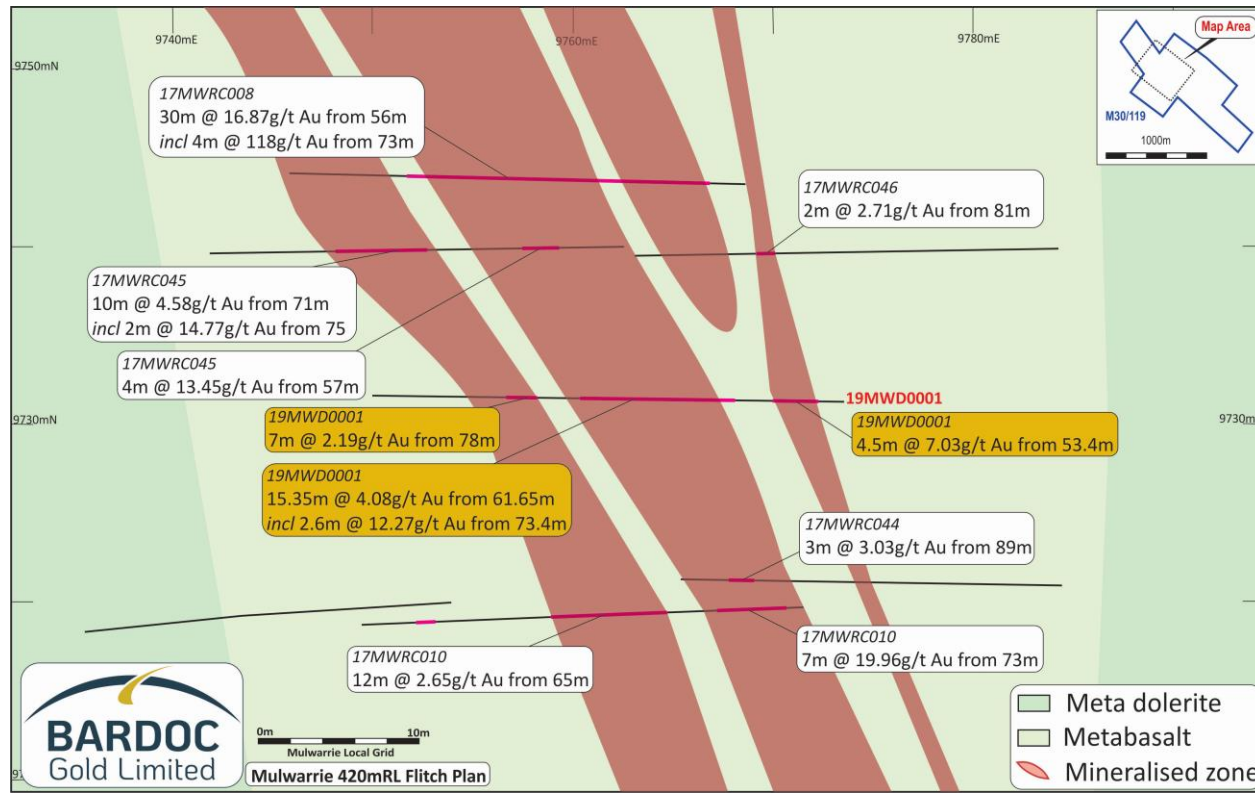 9740mE
9760mE
9780mE
Map Area
M30/119
1000m
9750mN
17MWRC008
30m @ 16.87g/t Au from 56m
incl 4m @ 118g/t Au from 73m
17MWRC046
2m @ 2.71g/t Au from 81m
17MWRC045
10m @ 4.58g/t Au from 71m
incl 2m @ 14.77g/t Au from 75
17MWRC045
4m @ 13.45g/t Au from 57m
19MWD0001
9730mN
9730m
19MWD0001
7m @ 2.19g/t Au from 78m
19MWD0001
4.5m @ 7.03g/t Au from 53.4m
19MWD0001
15.35m @ 4.08g/t Au from 61.65m
incl 2.6m @ 12.27g/t Au from 73.4m
17MWRC044
3m @ 3.03g/t Au from 89m
17MWRC010
12m @ 2.65g/t Au from 65m
17MWRC010
7m @ 19.96g/t Au from 73m
BARDOC
Gold Limited
0m 10m
Mulwarrie Local Grid
Mulwarrie 420mRL Flitch Plan
Meta dolerite
Metabasalt
Mineralised zone